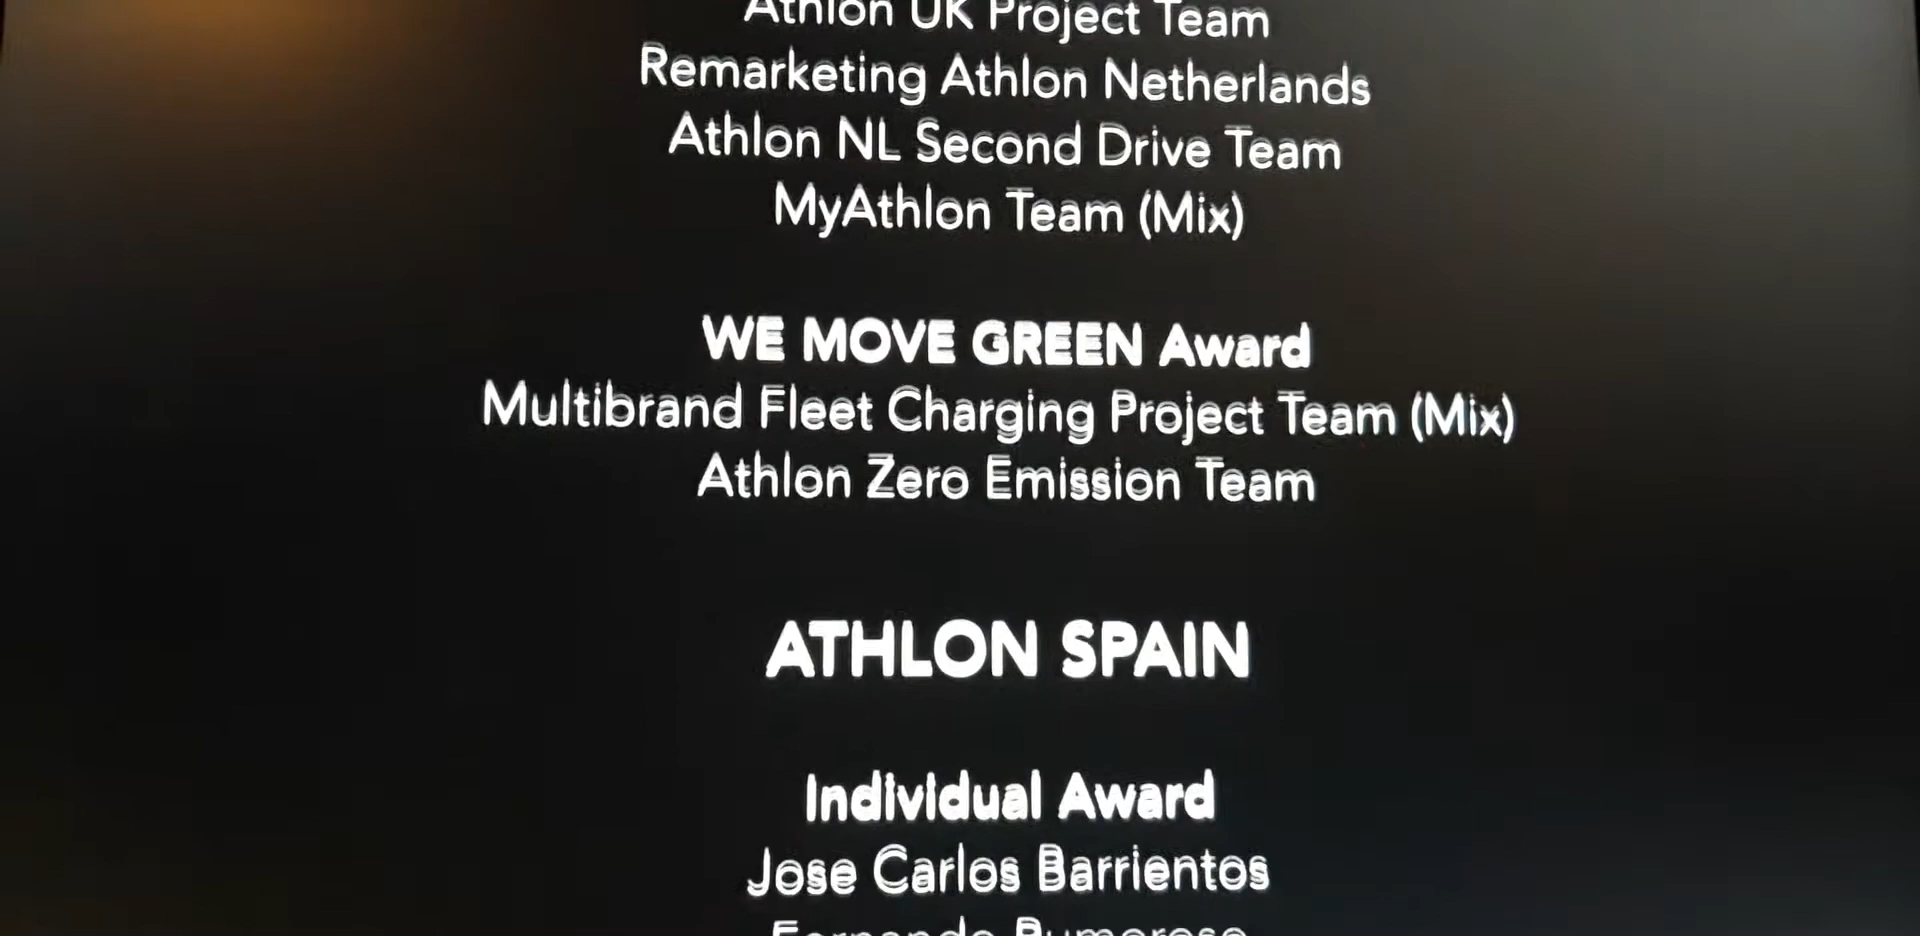 Athlon UK Project Team
Remarketing Athlon Netherlands
Athlon NL Second Drive Team
MyAthlon Team (Mix)
WE MOVE GREEN Award
Multibrand Fleet Charging Project Team (Mix)
Athlon Zero Emission Team
ATHLON SPAIN
Individual Award
Jose Carlos Barrientos
Fernando